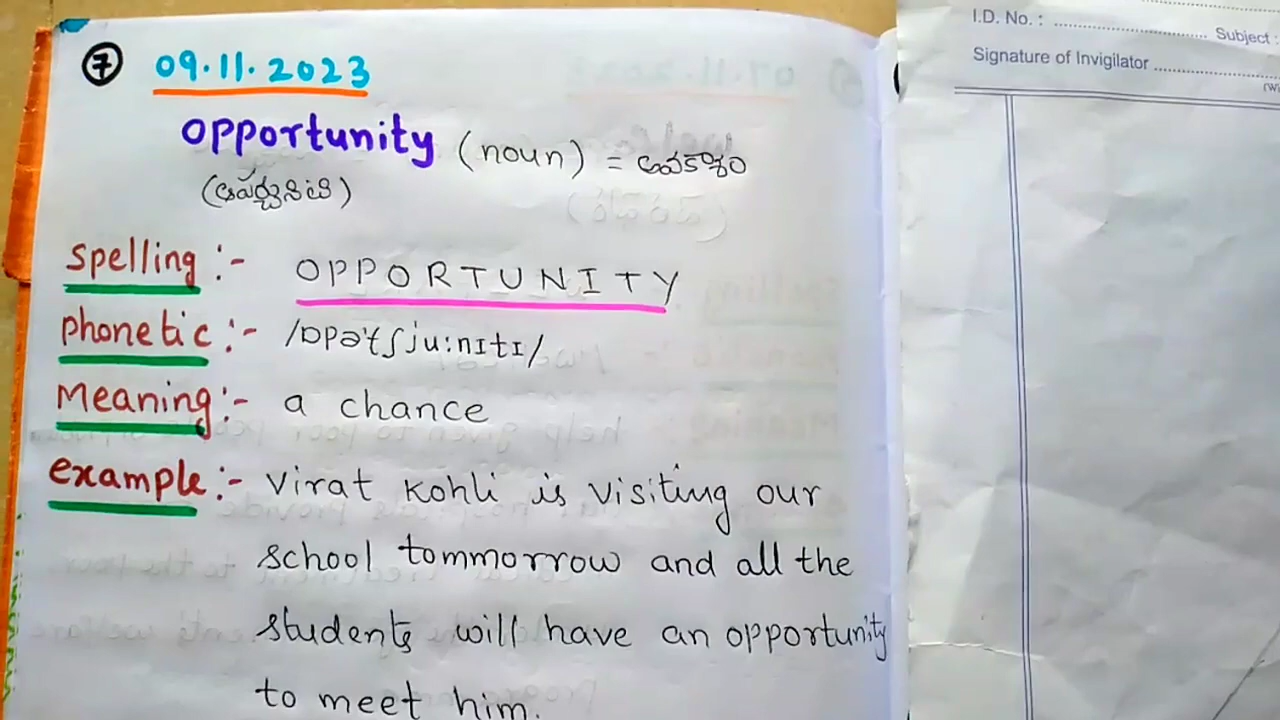 7 09.11.2023
opportunity (noun) = అవకాశం
(ఆపర్చునిటి)
spelling :- OPPORTUNITY
phonetic :- /ɒpəˈtʃjuːnɪtɪ/
Meaning :- a chance
example :- Virat Kohli is visiting our
school tommorrow and all the
students will have an opportunity
to meet him.
I.D. No. : ........................................ Subject :
Signature of Invigilator ........................